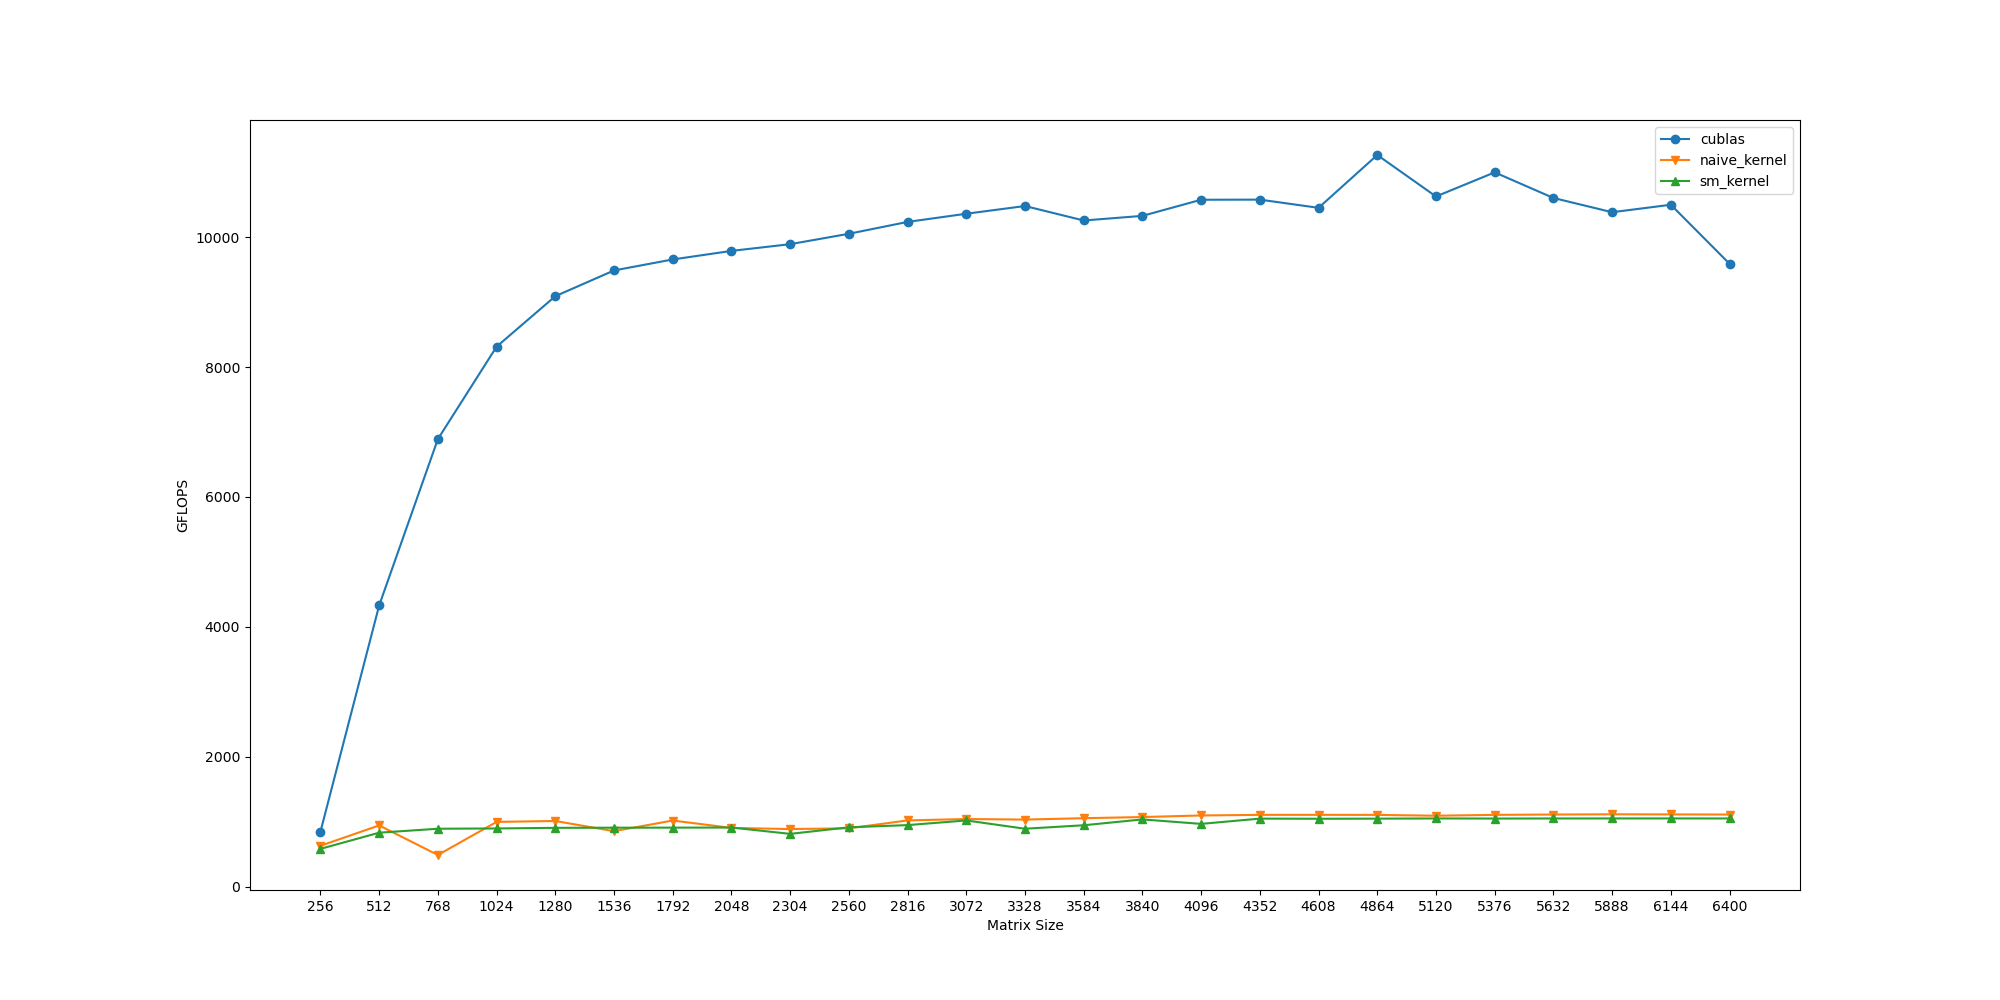 cublas
naive_kernel
sm_kernel
10000
8000
6000
4000
2000
0
GFLOPS
256 512 768 1024 1280 1536 1792 2048 2304 2560 2816 3072 3328 3584 3840 4096 4352 4608 4864 5120 5376 5632 5888 6144 6400
Matrix Size